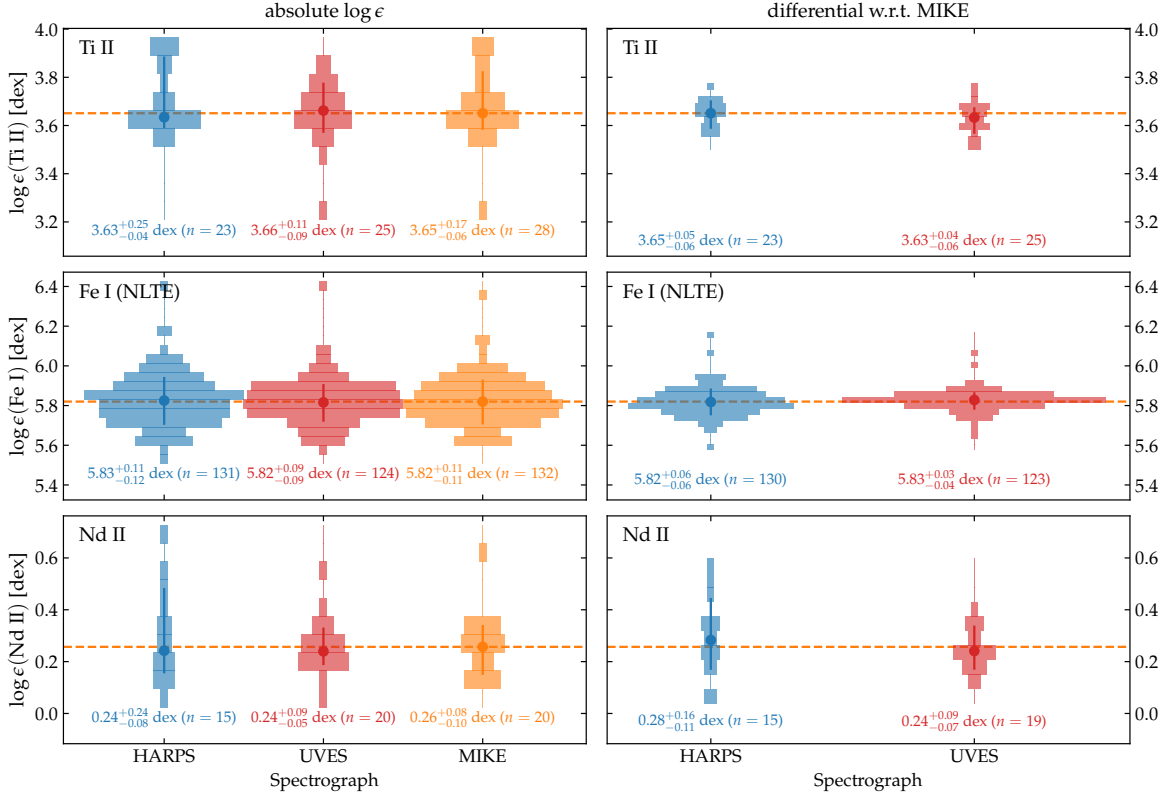 absolute log ϵ
differential w.r.t. MIKE
log ϵ(Ti II) [dex]
4.0
3.8
3.6
3.4
3.2
Ti II
3.63 +0.25 −0.04 dex (n = 23)
3.66 +0.11 −0.09 dex (n = 25)
3.65 +0.17 −0.06 dex (n = 28)
Ti II
3.65 +0.05 −0.06 dex (n = 23)
3.63 +0.04 −0.06 dex (n = 25)
4.0
3.8
3.6
3.4
3.2
log ϵ(Fe I) [dex]
6.4
6.2
6.0
5.8
5.6
5.4
Fe I (NLTE)
5.83 +0.11 −0.12 dex (n = 131)
5.82 +0.09 −0.09 dex (n = 124)
5.82 +0.11 −0.11 dex (n = 132)
Fe I (NLTE)
5.82 +0.06 −0.06 dex (n = 130)
5.83 +0.03 −0.04 dex (n = 123)
6.4
6.2
6.0
5.8
5.6
5.4
log ϵ(Nd II) [dex]
0.6
0.4
0.2
0.0
Nd II
0.24 +0.24 −0.08 dex (n = 15)
0.24 +0.09 −0.05 dex (n = 20)
0.26 +0.08 −0.10 dex (n = 20)
Nd II
0.28 +0.16 −0.11 dex (n = 15)
0.24 +0.09 −0.07 dex (n = 19)
0.6
0.4
0.2
0.0
HARPS
UVES
MIKE
Spectrograph
HARPS
UVES
Spectrograph